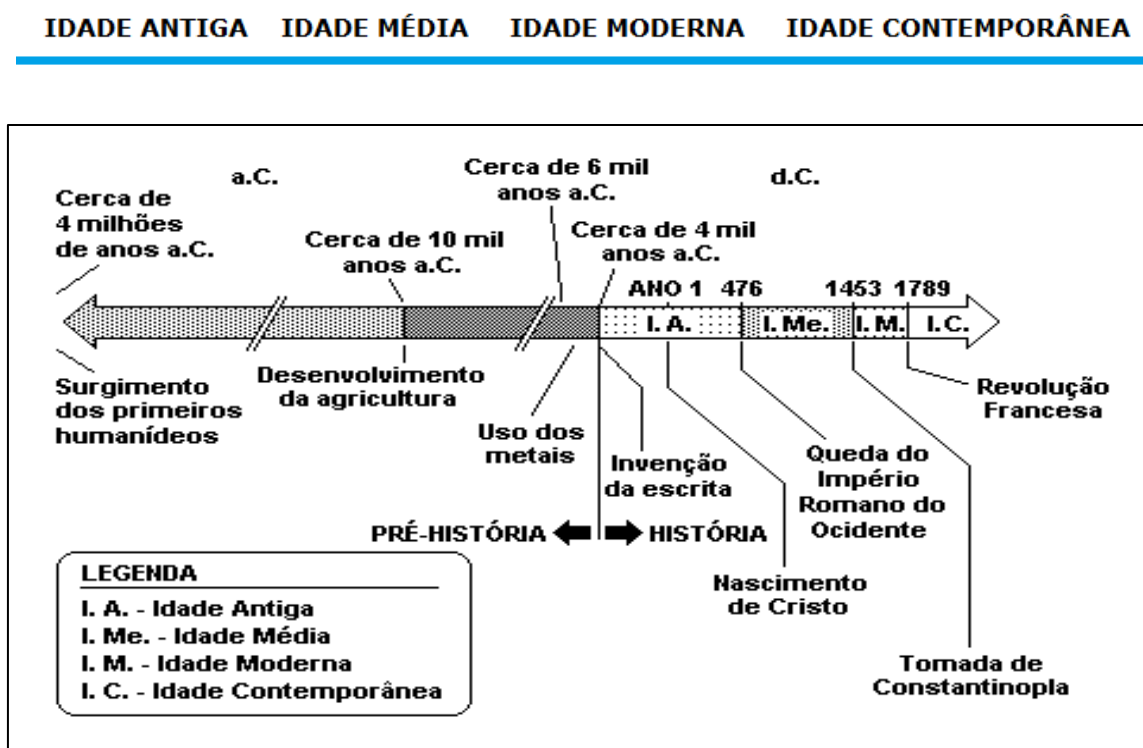 IDADE ANTIGA IDADE MÉDIA IDADE MODERNA IDADE CONTEMPORÂNEA
a.C.
d.C.
Cerca de
4 milhões
de anos a.C.
Cerca de 10 mil
anos a.C.
Cerca de 6 mil
anos a.C.
Cerca de 4 mil
anos a.C.
ANO 1 476 1453 1789
I. A. I. Me. I. M. I. C.
Surgimento
dos primeiros
humanídeos
Desenvolvimento
da agricultura
Uso dos
metais
Invenção
da escrita
Queda do
Império
Romano do
Ocidente
Revolução
Francesa
PRÉ-HISTÓRIA HISTÓRIA
Nascimento
de Cristo
Tomada de
Constantinopla
LEGENDA
I. A. - Idade Antiga
I. Me. - Idade Média
I. M. - Idade Moderna
I. C. - Idade Contemporânea